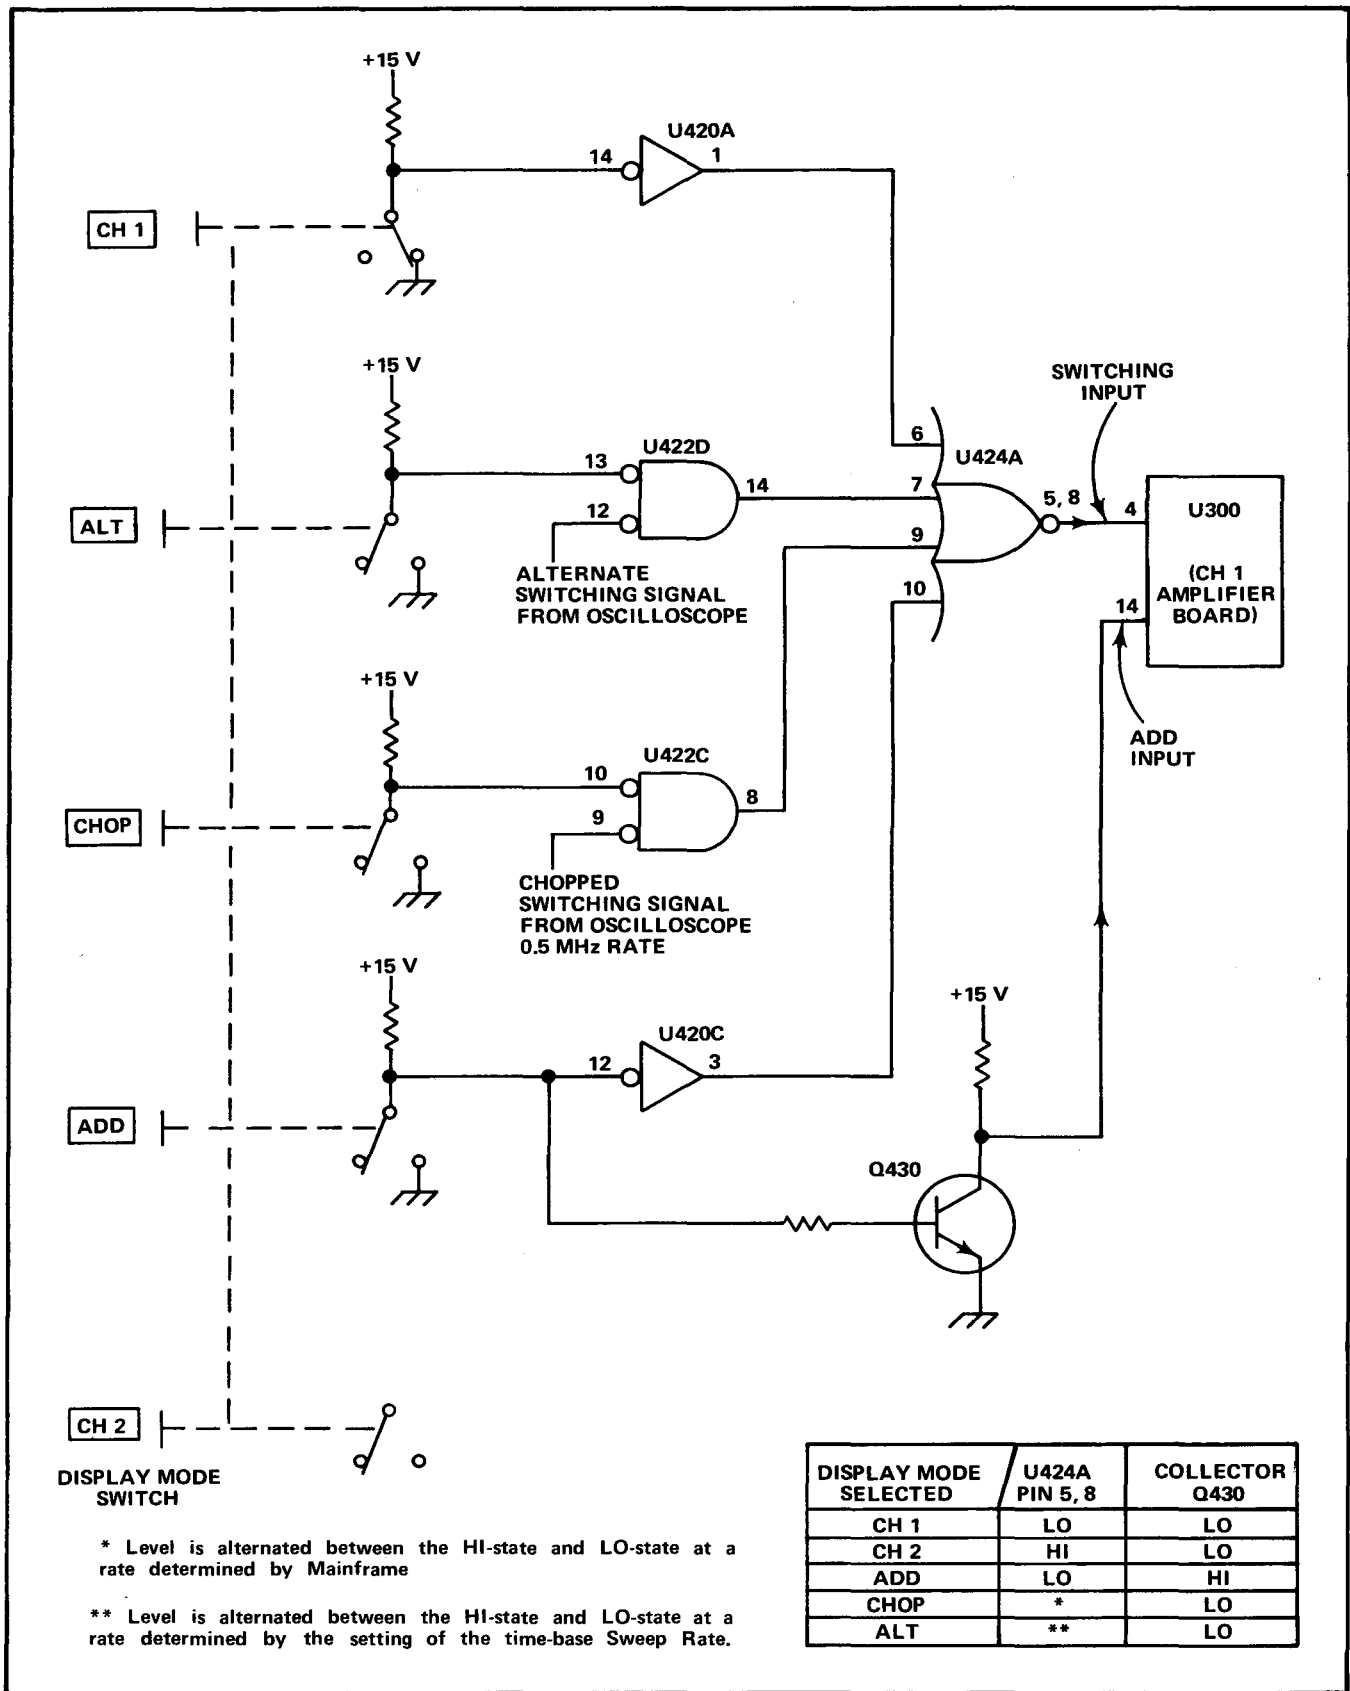 +15 V
U420A
14
1
CH 1
+15 V
SWITCHING
INPUT
6
U424A
U422D
13
14
7
5, 8
4
U300
ALT
12
9
ALTERNATE
SWITCHING SIGNAL
FROM OSCILLOSCOPE
10
(CH 1
AMPLIFIER
BOARD)
14
+15 V
ADD
INPUT
U422C
10
8
CHOP
9
CHOPPED
SWITCHING SIGNAL
FROM OSCILLOSCOPE
0.5 MHz RATE
+15 V
+15 V
U420C
12
3
ADD
Q430
CH 2
DISPLAY MODE
SWITCH
* Level is alternated between the HI-state and LO-state at a
rate determined by Mainframe
** Level is alternated between the HI-state and LO-state at a
rate determined by the setting of the time-base Sweep Rate.
DISPLAY MODE SELECTED U424A PIN 5, 8 COLLECTOR Q430
CH 1 LO LO
CH 2 HI LO
ADD LO HI
CHOP * LO
ALT ** LO